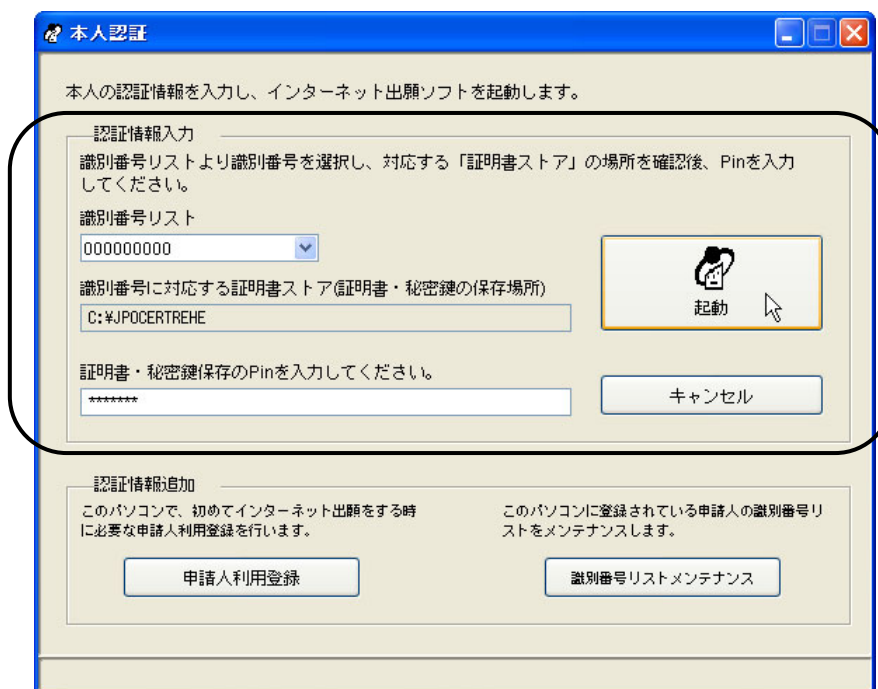 本人認証
本人の認証情報を入力し、インターネット出願ソフトを起動します。
認証情報入力
識別番号リストより識別番号を選択し、対応する「証明書ストア」の場所を確認後、Pinを入力
してください。
識別番号リスト
000000000
識別番号に対応する証明書ストア(証明書・秘密鍵の保存場所)
C:¥JPOCERTREHE
起動
証明書・秘密鍵保存のPinを入力してください。
*******
キャンセル
認証情報追加
このパソコンで、初めてインターネット出願をする時
に必要な申請人利用登録を行います。
申請人利用登録
このパソコンに登録されている申請人の識別番号リ
ストをメンテナンスします。
識別番号リストメンテナンス